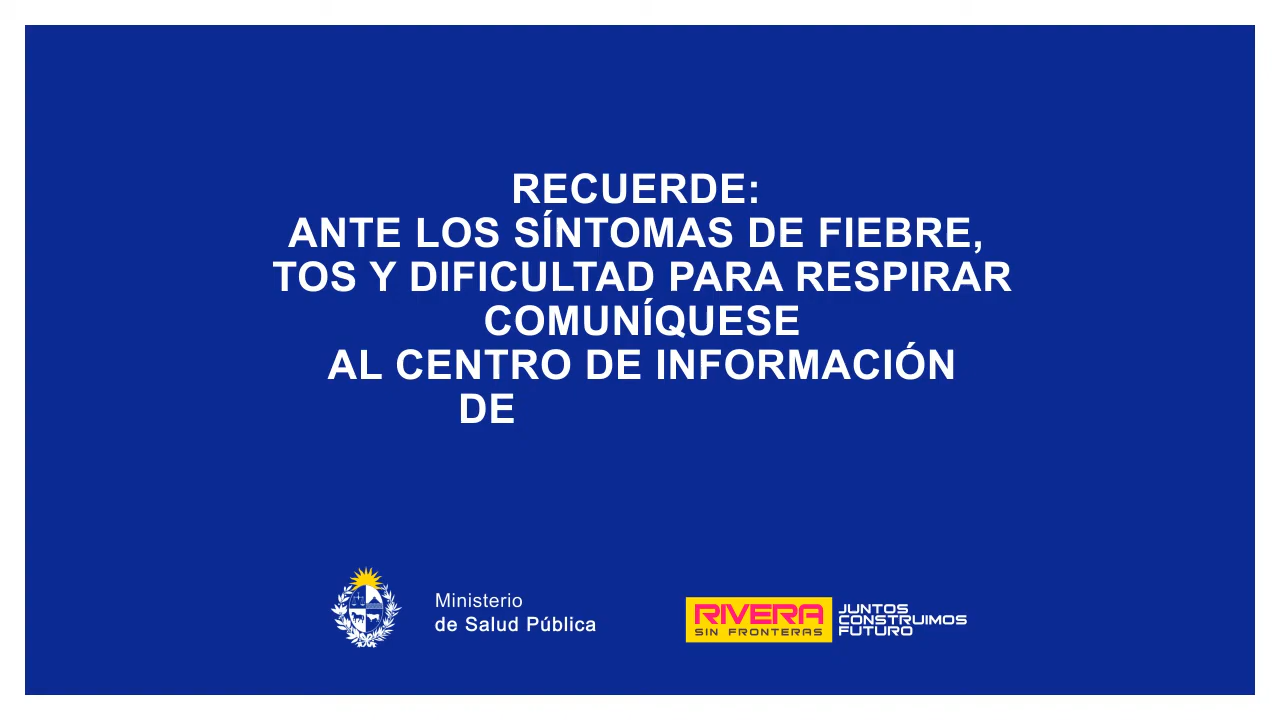 RECUERDE:
ANTE LOS SÍNTOMAS DE FIEBRE,
TOS Y DIFICULTAD PARA RESPIRAR
COMUNÍQUESE
AL CENTRO DE INFORMACIÓN
DE
Ministerio
de Salud Pública
RIVERA
SIN FRONTERAS
JUNTOS
CONSTRUIMOS
FUTURO